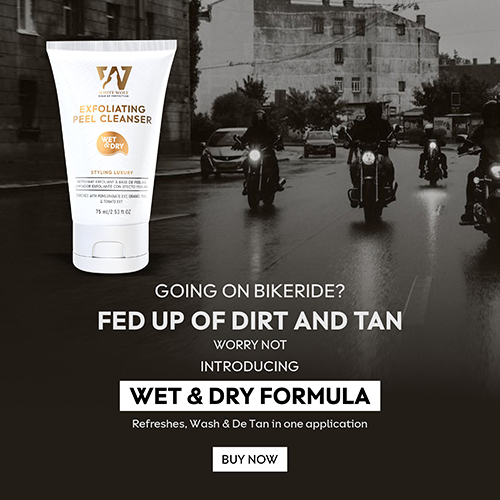 WHITE WOLF
EXFOLIATING
PEEL CLEANSER
WET
& DRY
STYLING LUXURY
75 ml/2.53 fl.oz
GOING ON BIKERIDE?
FED UP OF DIRT AND TAN
WORRY NOT
INTRODUCING
WET & DRY FORMULA
Refreshes, Wash & De Tan in one application
BUY NOW